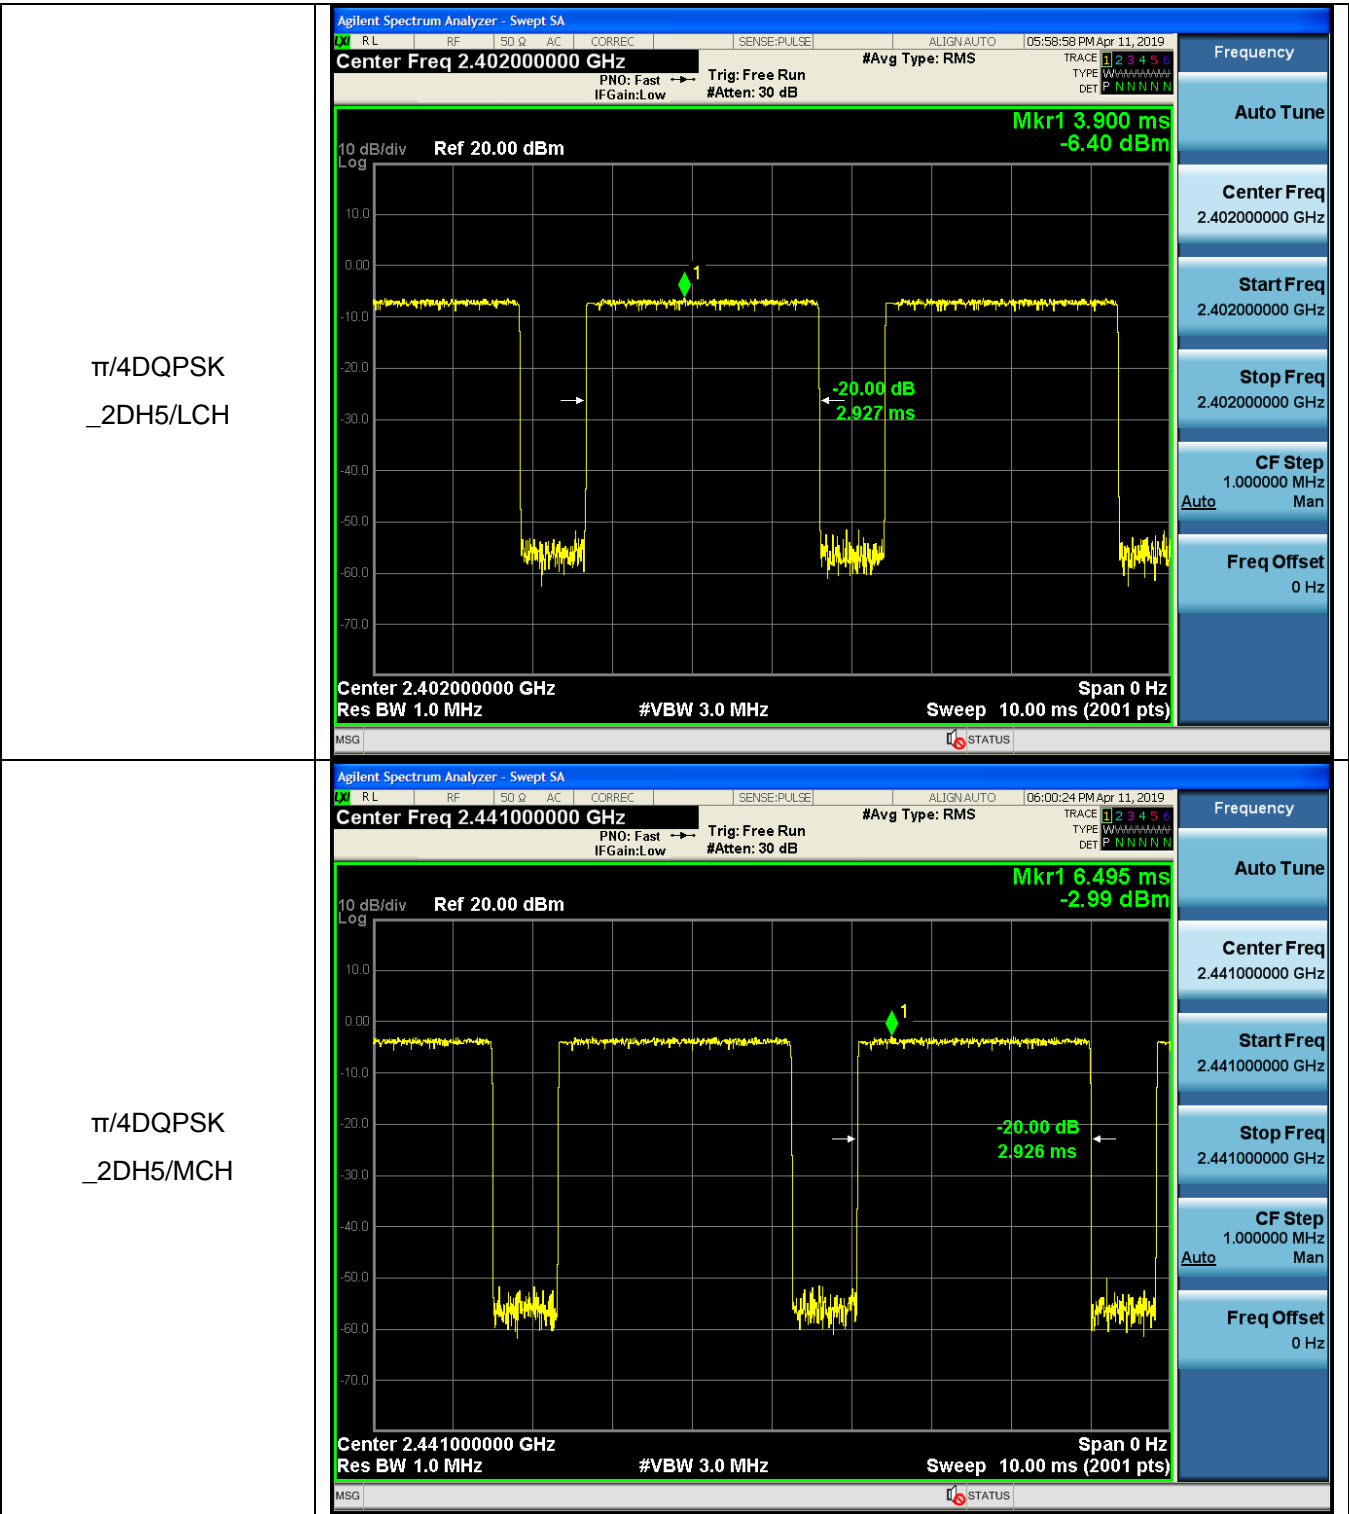 π/4DQPSK
_2DH5/LCH
Agilent Spectrum Analyzer - Swept SA
LXI RL RF 50 Ω AC CORREC SENSE:PULSE ALIGNAUTO 05:58:58 PM Apr 11, 2019
Center Freq 2.402000000 GHz
#Avg Type: RMS
TRACE 1 2 3 4 5 6
PNO: Fast
Trig: Free Run
TYPE
IFGain:Low
#Atten: 30 dB
DET P N N N N N
Mkr1 3.900 ms
-6.40 dBm
10 dB/div
Ref 20.00 dBm
Log
10.0
0.00
1
-10.0
-20.0
-20.00 dB
2.927 ms
-30.0
-40.0
-50.0
-60.0
-70.0
Center 2.402000000 GHz
Span 0 Hz
Res BW 1.0 MHz
#VBW 3.0 MHz
Sweep 10.00 ms (2001 pts)
MSG
STATUS
Frequency
Auto Tune
Center Freq
2.402000000 GHz
Start Freq
2.402000000 GHz
Stop Freq
2.402000000 GHz
CF Step
1.000000 MHz
Auto Man
Freq Offset
0 Hz
π/4DQPSK
_2DH5/MCH
Agilent Spectrum Analyzer - Swept SA
LXI RL RF 50 Ω AC CORREC SENSE:PULSE ALIGNAUTO 06:00:24 PM Apr 11, 2019
Center Freq 2.441000000 GHz
#Avg Type: RMS
TRACE 1 2 3 4 5 6
PNO: Fast
Trig: Free Run
TYPE
IFGain:Low
#Atten: 30 dB
DET P N N N N N
Mkr1 6.495 ms
-2.99 dBm
10 dB/div
Ref 20.00 dBm
Log
10.0
0.00
1
-10.0
-20.0
-20.00 dB
2.926 ms
-30.0
-40.0
-50.0
-60.0
-70.0
Center 2.441000000 GHz
Span 0 Hz
Res BW 1.0 MHz
#VBW 3.0 MHz
Sweep 10.00 ms (2001 pts)
MSG
STATUS
Frequency
Auto Tune
Center Freq
2.441000000 GHz
Start Freq
2.441000000 GHz
Stop Freq
2.441000000 GHz
CF Step
1.000000 MHz
Auto Man
Freq Offset
0 Hz